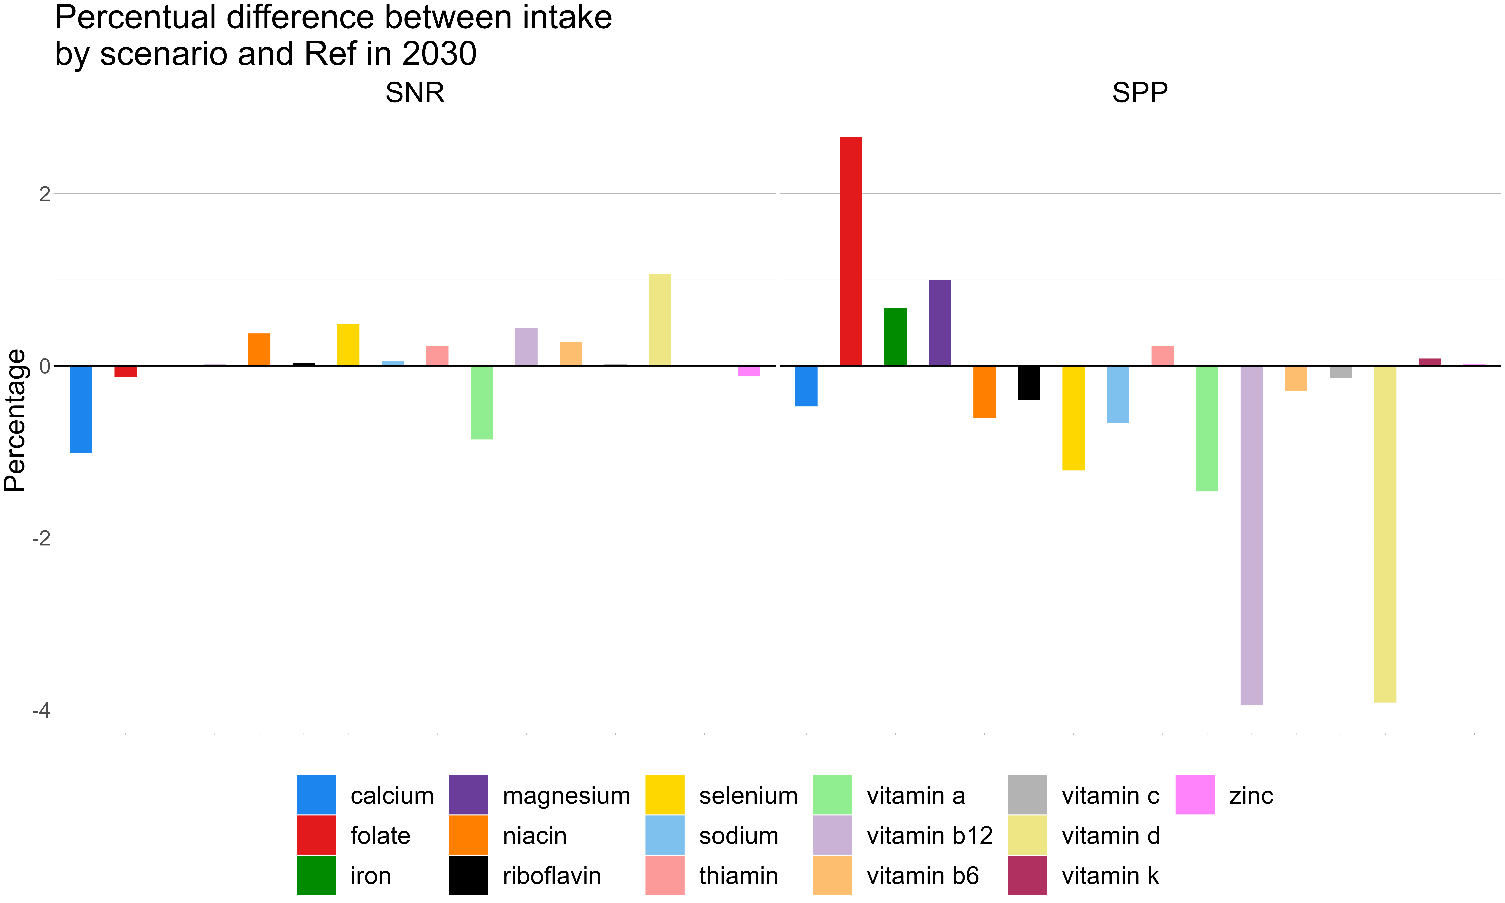 Percentual difference between intake
by scenario and Ref in 2030
SNR
SPP
Percentage
2
0
-2
-4
calcium
magnesium
selenium
vitamin a
vitamin c
zinc
folate
niacin
sodium
vitamin b12
vitamin d
iron
riboflavin
thiamin
vitamin b6
vitamin k